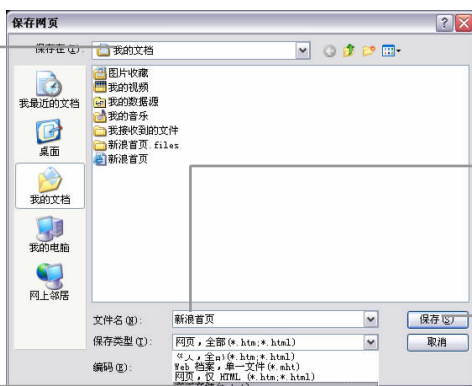 保存网页
保存在(I):
我的文档
图片收藏
我的视频
我的数据源
我的音乐
我接收到的文件
新浪首页.files
新浪首页
我最近的文档
桌面
我的文档
我的电脑
网上邻居
文件名(N):
新浪首页
保存(S)
保存类型(T):
网页，全部(*.htm;*.html)
取消
编码(E):
(*.htm;*.html)
Web 档案，单一文件(*.mht)
网页，仅 HTML (*.htm;*.html)